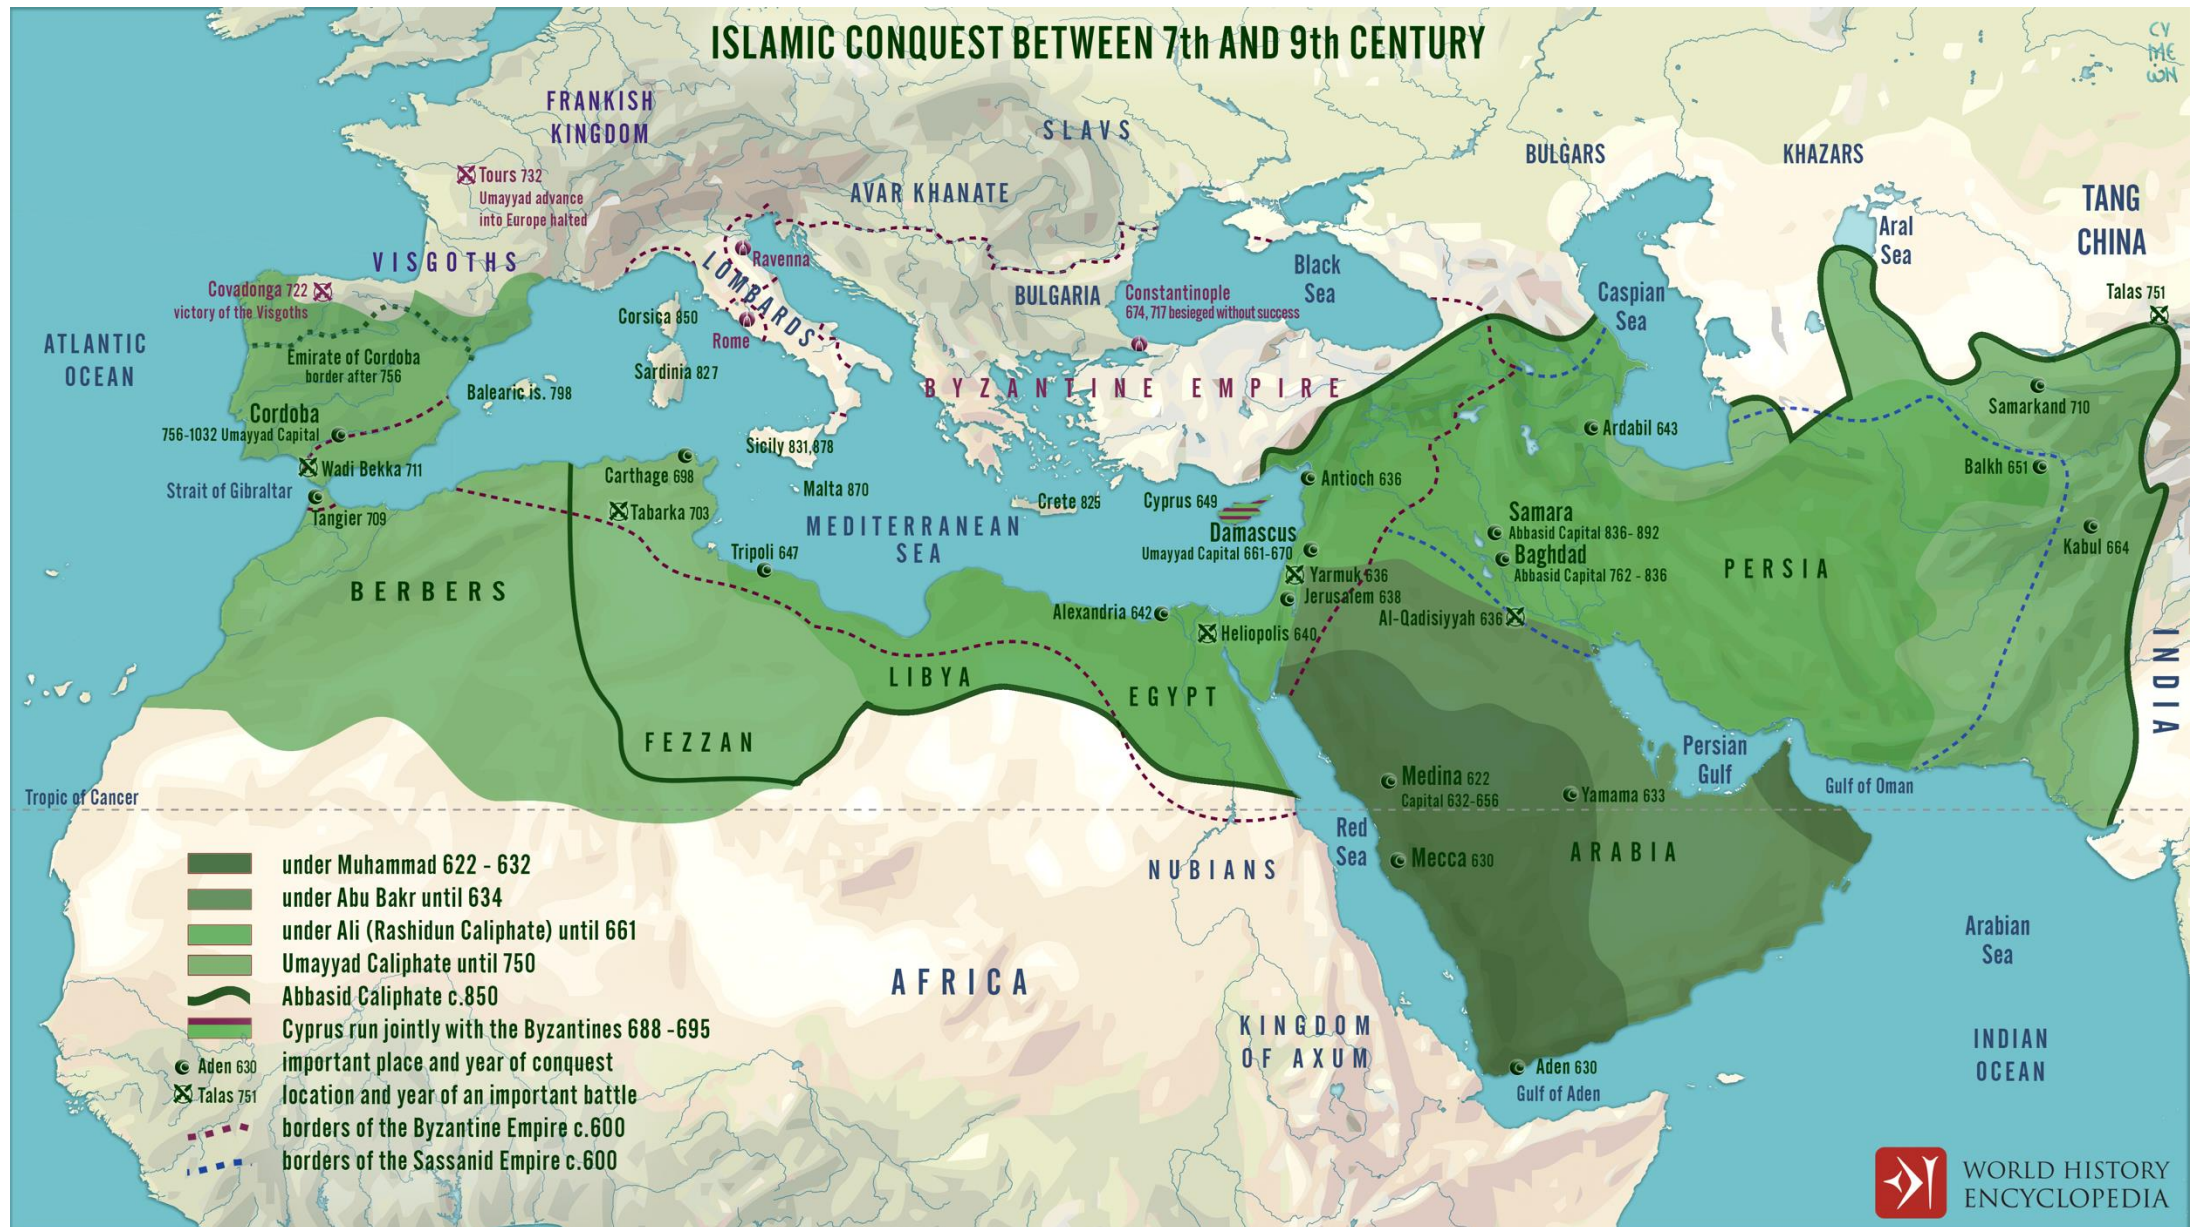 ISLAMIC CONQUEST BETWEEN 7th AND 9th CENTURY
CY
ME
WN
FRANKISH
KINGDOM
SLAVS
BULGARS
KHAZARS
TANG
CHINA
Tours 732
Umayyad advance
into Europe halted
AVAR KHANATE
Aral
Sea
VISGOTHS
Ravenna
LOMBARDS
Black
Sea
Caspian
Sea
Talas 751
Covadonga 722
victory of the Visgoths
BULGARIA
Constantinople
674, 717 besieged without success
Corsica 850
Rome
ATLANTIC
OCEAN
Emirate of Cordoba
border after 756
Sardinia 827
Balearic is. 798
BYZANTINE EMPIRE
Samarkand 710
Cordoba
756-1032 Umayyad Capital
Ardabil 643
Sicily 831,878
Wadi Bekka 711
Carthage 698
Balkh 651
Strait of Gibraltar
Malta 870
Crete 825
Cyprus 649
Antioch 636
Tangier 709
Tabarka 703
MEDITERRANEAN
SEA
Damascus
Umayyad Capital 661-670
Samara
Abbasid Capital 836- 892
Baghdad
Abbasid Capital 762 - 836
Kabul 664
Tripoli 647
PERSIA
BERBERS
Yarmuk 636
Jerusalem 638
Alexandria 642
Al-Qadisiyyah 636
Heliopolis 640
INDIA
LIBYA
EGYPT
FEZZAN
Persian
Gulf
Medina 622
Capital 632-656
Yamama 633
Gulf of Oman
Tropic of Cancer
Red
Sea
Mecca 630
ARABIA
NUBIANS
under Muhammad 622 - 632
under Abu Bakr until 634
under Ali (Rashidun Caliphate) until 661
Umayyad Caliphate until 750
Abbasid Caliphate c.850
Cyprus run jointly with the Byzantines 688 -695
Aden 630 important place and year of conquest
Talas 751 location and year of an important battle
borders of the Byzantine Empire c.600
borders of the Sassanid Empire c.600
AFRICA
Arabian
Sea
KINGDOM
OF AXUM
INDIAN
OCEAN
Aden 630
Gulf of Aden
WORLD HISTORY
ENCYCLOPEDIA